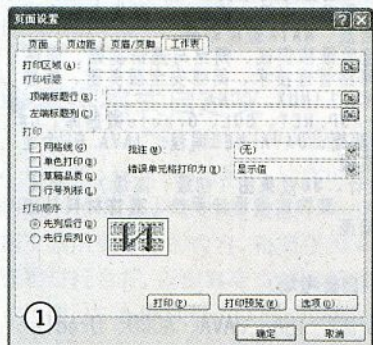 页面设置
页面 页边距 页眉/页脚 工作表
打印区域(A):
打印标题
顶端标题行(R):
左端标题列(C):
打印
网格线(G) 批注(M): (无)
单色打印(B) 错误单元格打印为(E): 显示值
草稿品质(Q)
行号列标(L)
打印顺序
先列后行(D)
先行后列(V)
打印(P)... 打印预览(W) 选项(O)...
① 确定 取消